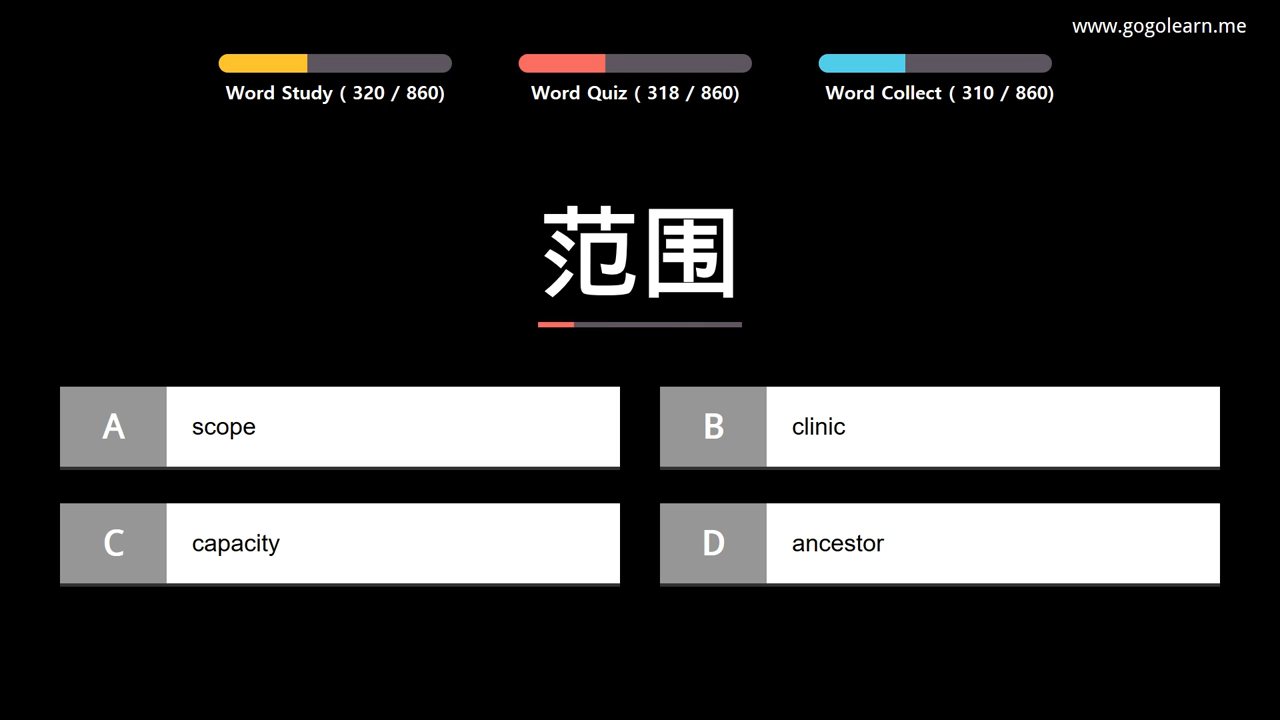 www.gogolearn.me
Word Study ( 320 / 860)
Word Quiz ( 318 / 860)
Word Collect ( 310 / 860)
范围
A scope
B clinic
C capacity
D ancestor